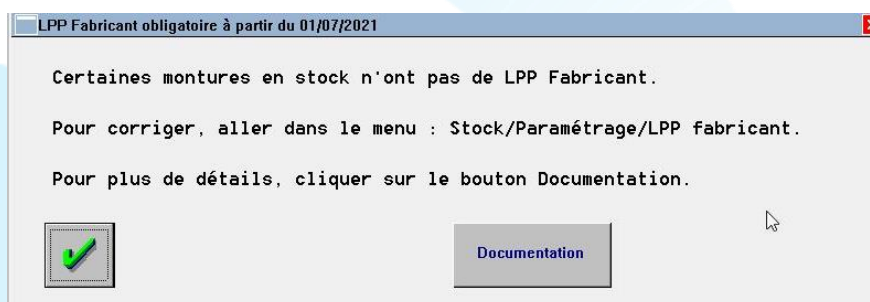 LPP Fabricant obligatoire à partir du 01/07/2021
Certaines montures en stock n'ont pas de LPP Fabricant.
Pour corriger, aller dans le menu : Stock/Paramétrage/LPP fabricant.
Pour plus de détails, cliquer sur le bouton Documentation.
Documentation